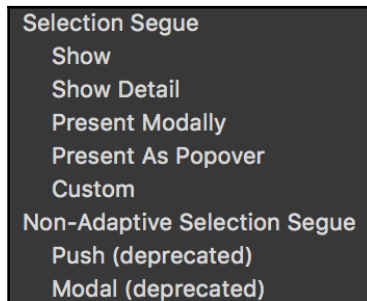 Selection Segue
Show
Show Detail
Present Modally
Present As Popover
Custom
Non-Adaptive Selection Segue
Push (deprecated)
Modal (deprecated)